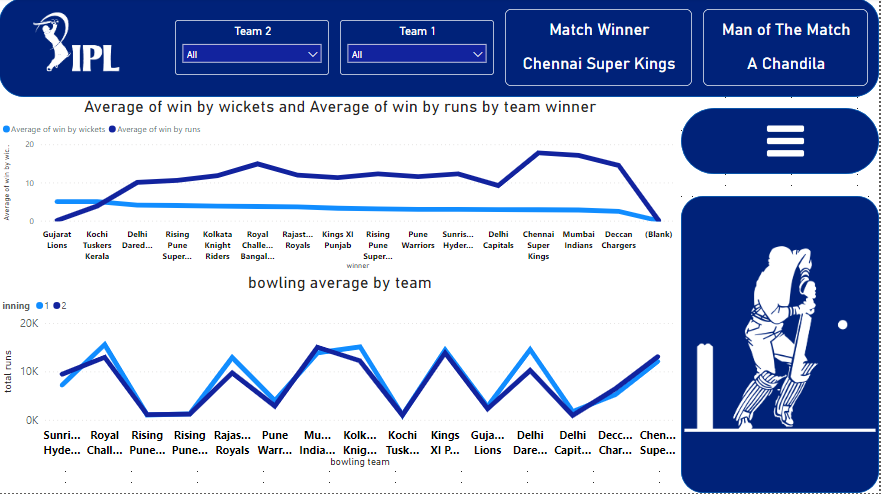 IPL
Team 2
All
Team 1
All
Match Winner
Chennai Super Kings
Man of The Match
A Chandila
Average of win by wickets and Average of win by runs by team winner
Average of win by wickets Average of win by runs
Average of win by wic...
20
10
0
Gujarat Lions
Kochi Tuskers Kerala
Delhi Dared...
Rising Pune Super...
Kolkata Knight Riders
Royal Challe... Bangal...
Rajast... Royals
Kings XI Punjab
Rising Pune Super...
Pune Warriors
Sunris... Hyder...
Delhi Capitals
Chennai Super Kings
Mumbai Indians
Deccan Chargers
(Blank)
winner
bowling average by team
inning 1 2
total runs
20K
10K
0K
Sunri... Hyde...
Royal Chall...
Rising Pune...
Rising Pune...
Rajas... Royals
Pune Warr...
Mu... India...
Kolk... Knig...
Kochi Tusk...
Kings XI P...
Guja... Lions
Delhi Dare...
Delhi Capit...
Decc... Char...
Chen... Supe...
bowling team